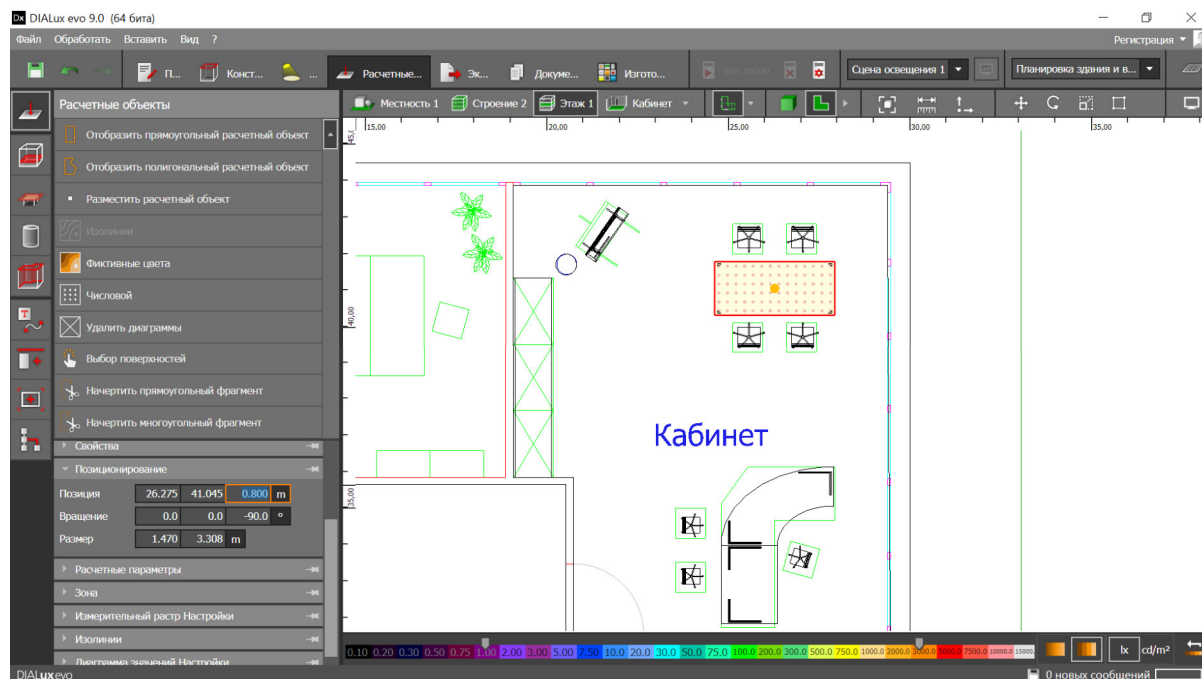 Dx DIALux evo 9.0 (64 бита)
Файл Обработать Вставить Вид ?
Регистрация
П... Конст... ... Расчетные... Эк... Докуме... Изгото...
Весь проект
Сцена освещения 1
Планировка здания и в...
Расчетные объекты
Местность 1 Строение 2 Этаж 1 Кабинет
Отобразить прямоугольный расчетный объект
Отобразить полигональный расчетный объект
Разместить расчетный объект
Изолинии
Фиктивные цвета
Числовой
Удалить диаграммы
Выбор поверхностей
Начертить прямоугольный фрагмент
Начертить многоугольный фрагмент
Свойства
Позиционирование
Позиция 26.275 41.045 0.800 m
Вращение 0.0 0.0 -90.0 °
Размер 1.470 3.308 m
Расчетные параметры
Зона
Измерительный растр Настройки
Изолинии
Диаграмма значений Настройки
15,00 20,00 25,00 30,00 35,00
40,00
35,00
Кабинет
0.10 0.20 0.30 0.50 0.75 1.00 2.00 3.00 5.00 7.50 10.0 20.0 30.0 50.0 75.0 100.0 200.0 300.0 500.0 750.0 1000.0 2000.0 3000.0 5000.0 7500.0 10000.0 15000.
lx cd/m²
DIALux evo
0 новых сообщений